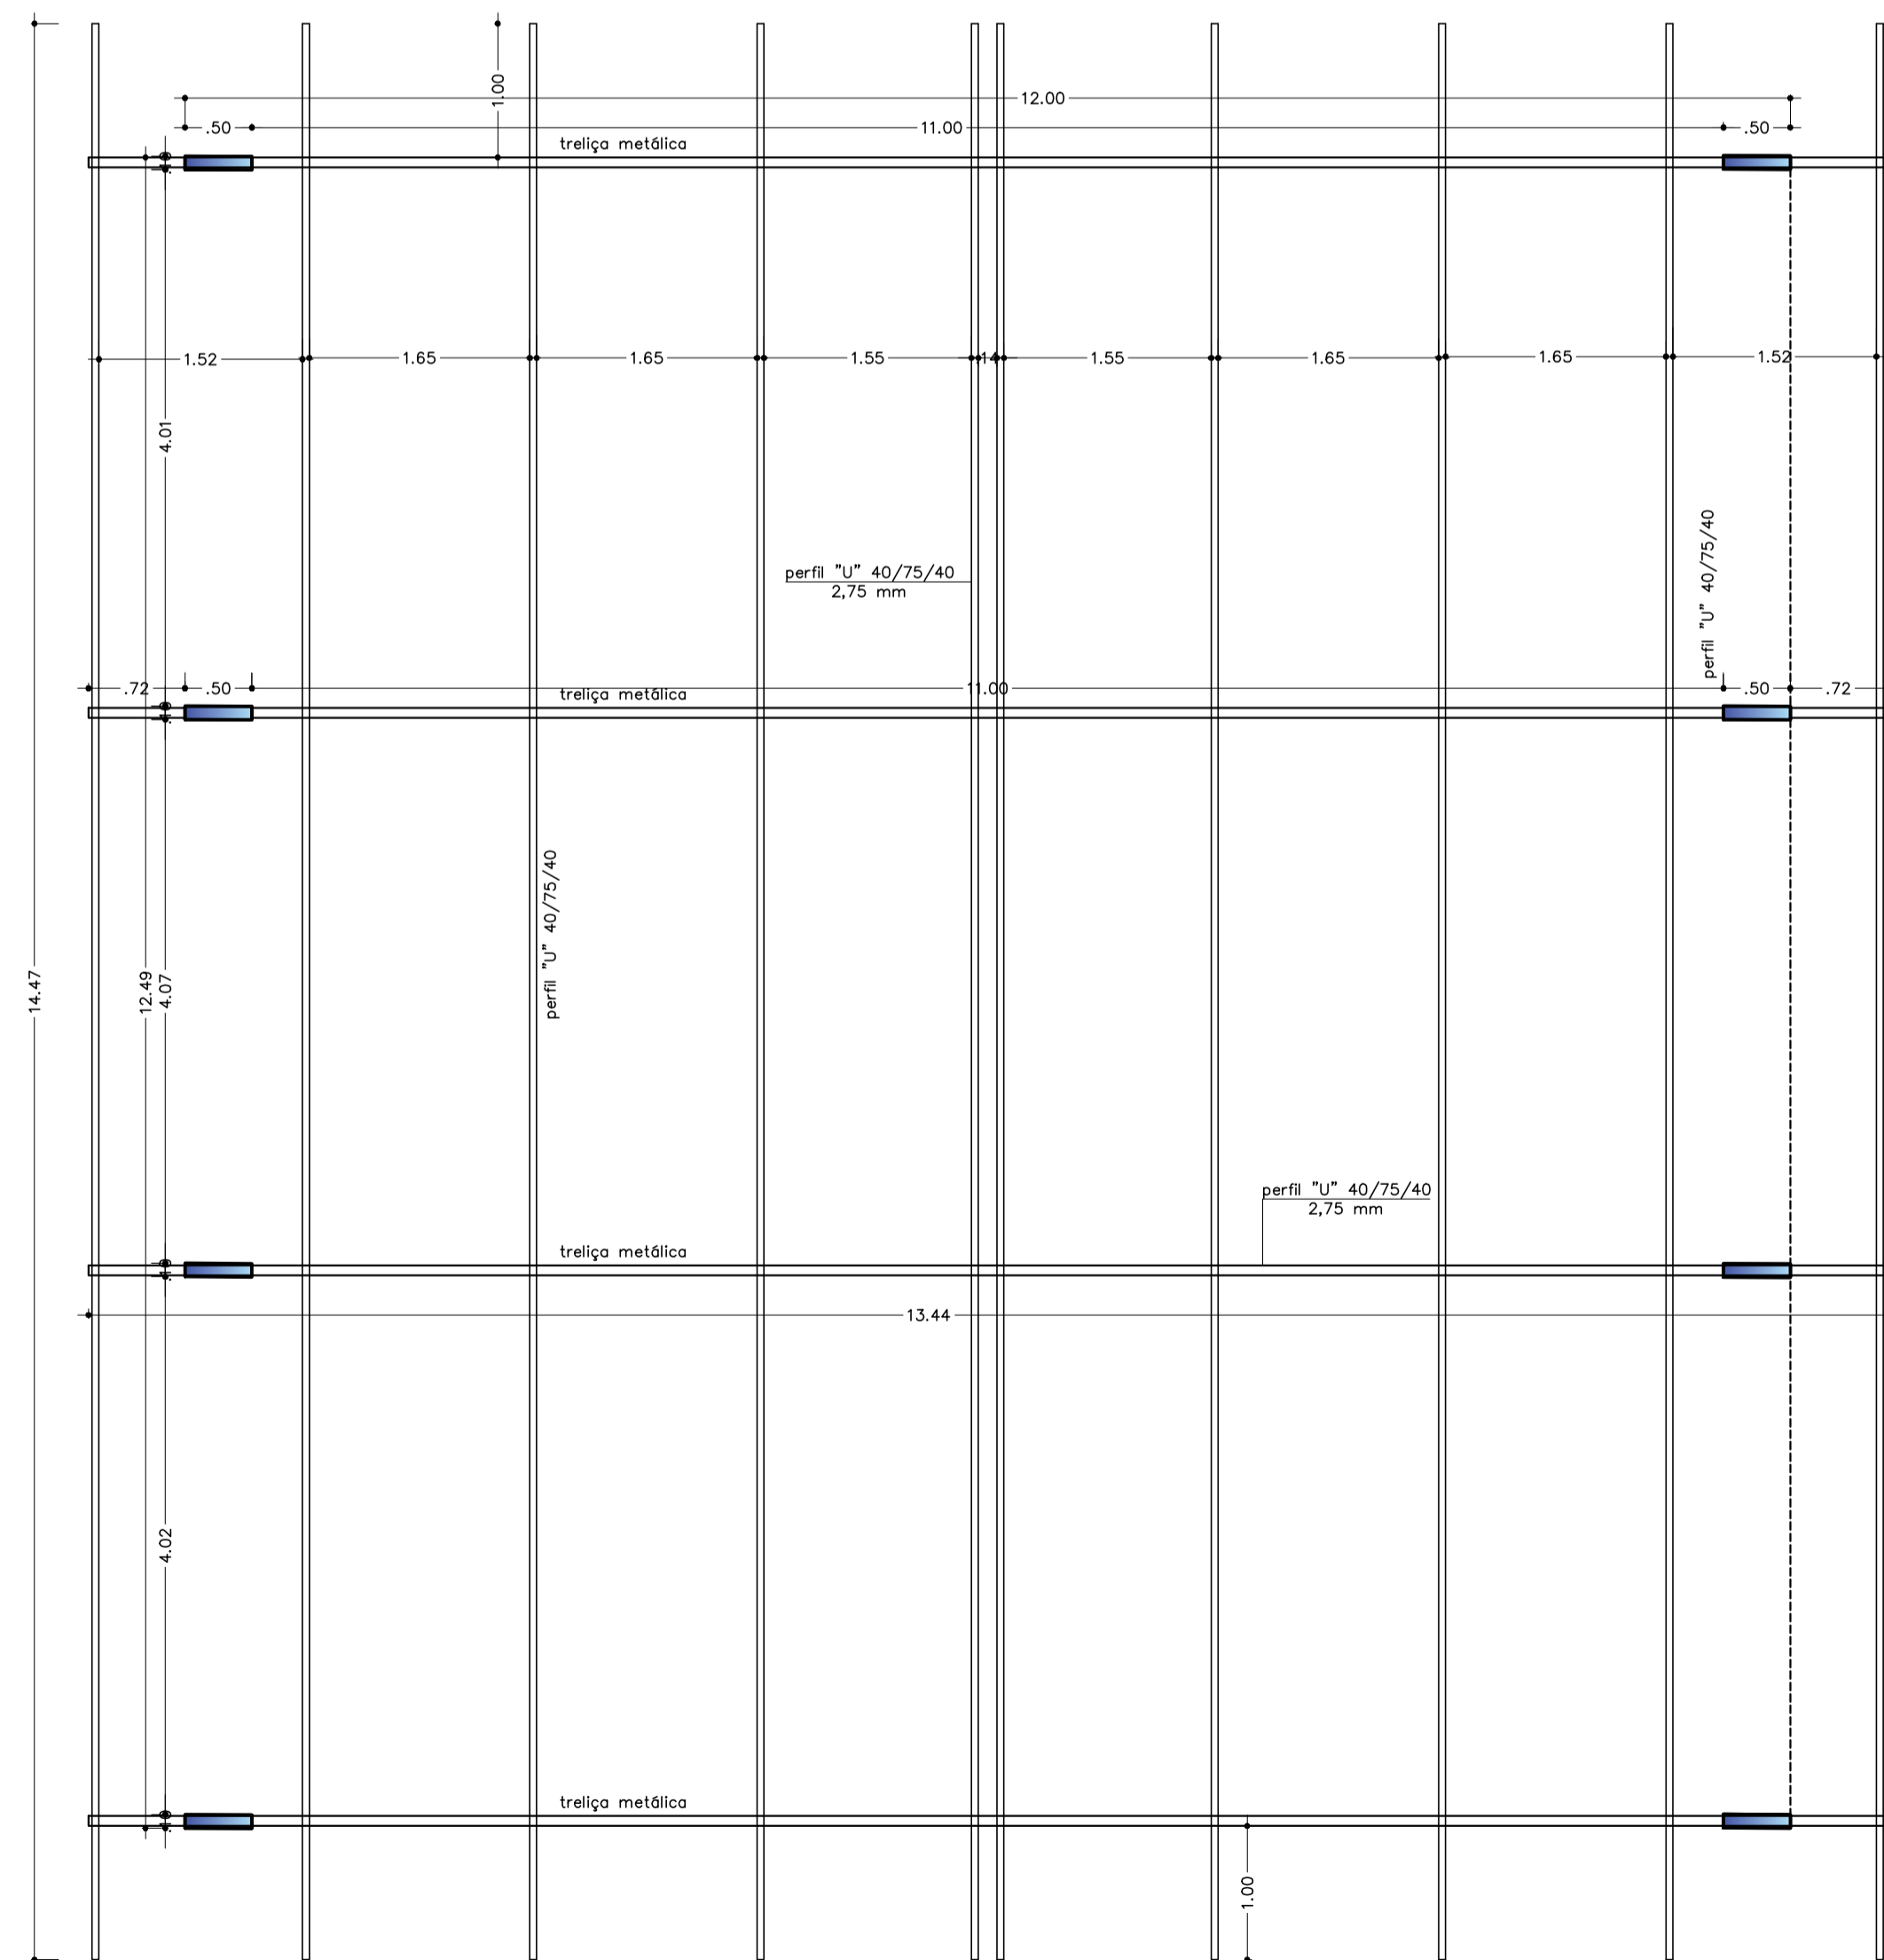 1.00
12.00
.50
11.00
.50
treliça metálica
1.52
1.65
1.65
1.55
14
1.55
1.65
1.65
1.52
4.01
perfil "U" 40/75/40
2,75 mm
perfil "U" 40/75/40
.72
.50
treliça metálica
11.00
.50
.72
perfil "U" 40/75/40
14.47
12.49
4.07
perfil "U" 40/75/40
2,75 mm
treliça metálica
13.44
4.02
treliça metálica
1.00